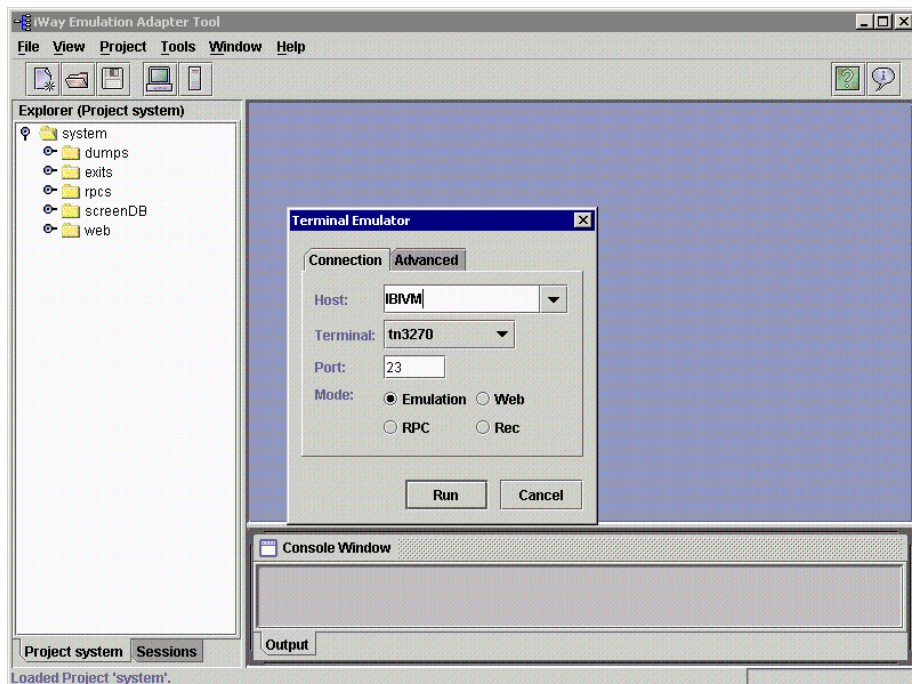 iWay Emulation Adapter Tool
File View Project Tools Window Help
Explorer (Project system)
system
dumps
exits
rpcs
screenDB
web
Terminal Emulator
Connection Advanced
Host: IBIVM
Terminal: tn3270
Port: 23
Mode: Emulation Web
RPC Rec
Run Cancel
Console Window
Output
Project system Sessions
Loaded Project 'system'.